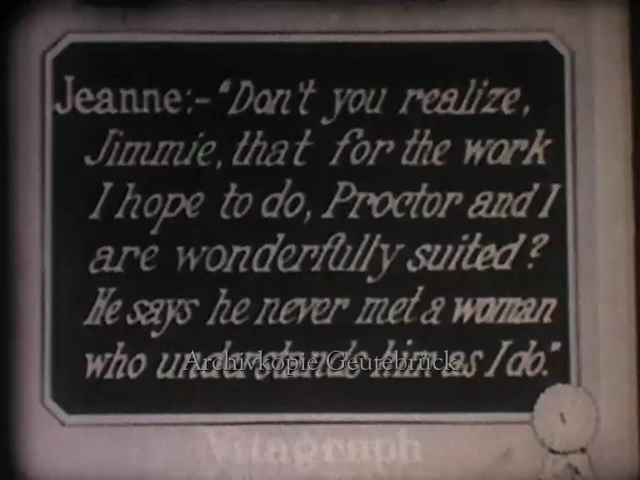 Jeanne:- "Don't you realize,
Jimmie, that for the work
I hope to do, Proctor and I
are wonderfully suited?
He says he never met a woman
who understands him as I do."
Archivkopie Geutebrück
Vitagraph